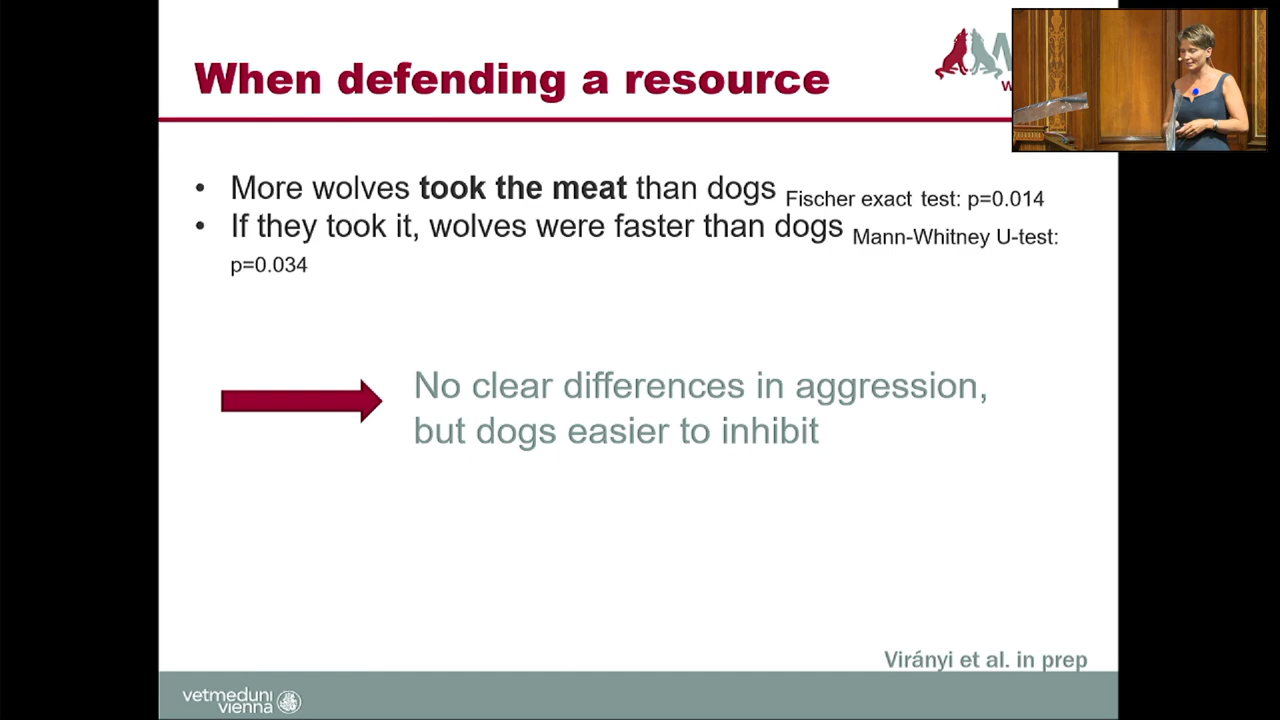 When defending a resource
• More wolves took the meat than dogs Fischer exact test: p=0.014
• If they took it, wolves were faster than dogs Mann-Whitney U-test:
p=0.034
No clear differences in aggression,
but dogs easier to inhibit
Virányi et al. in prep
vetmeduni
vienna